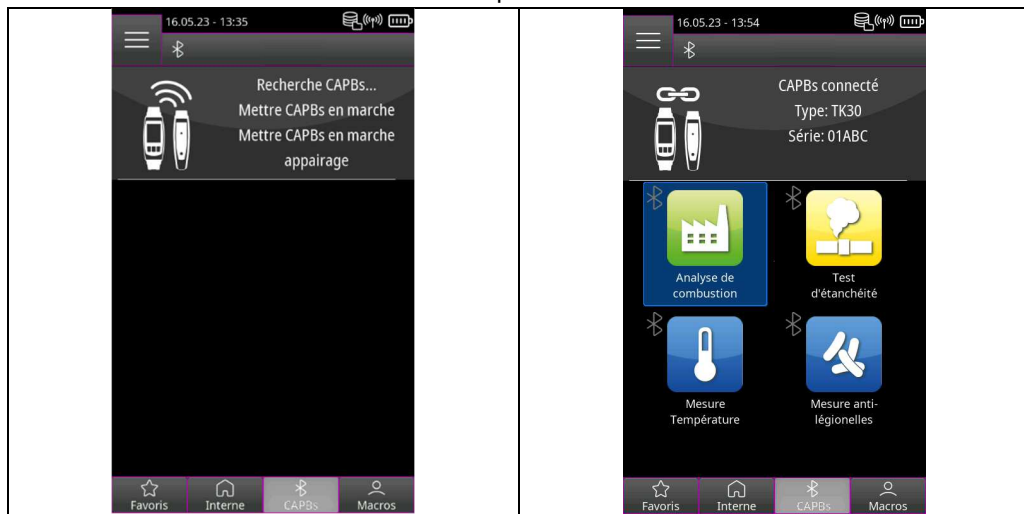 16.05.23 - 13:35
Recherche CAPBs...
Mettre CAPBs en marche
Mettre CAPBs en marche
appairage
Favoris
Interne
CAPBs
Macros
16.05.23 - 13:54
CAPBs connecté
Type: TK30
Série: 01ABC
Analyse de
combustion
Test
d'étanchéité
Mesure
Température
Mesure anti-
légionelles
Favoris
Interne
CAPBs
Macros